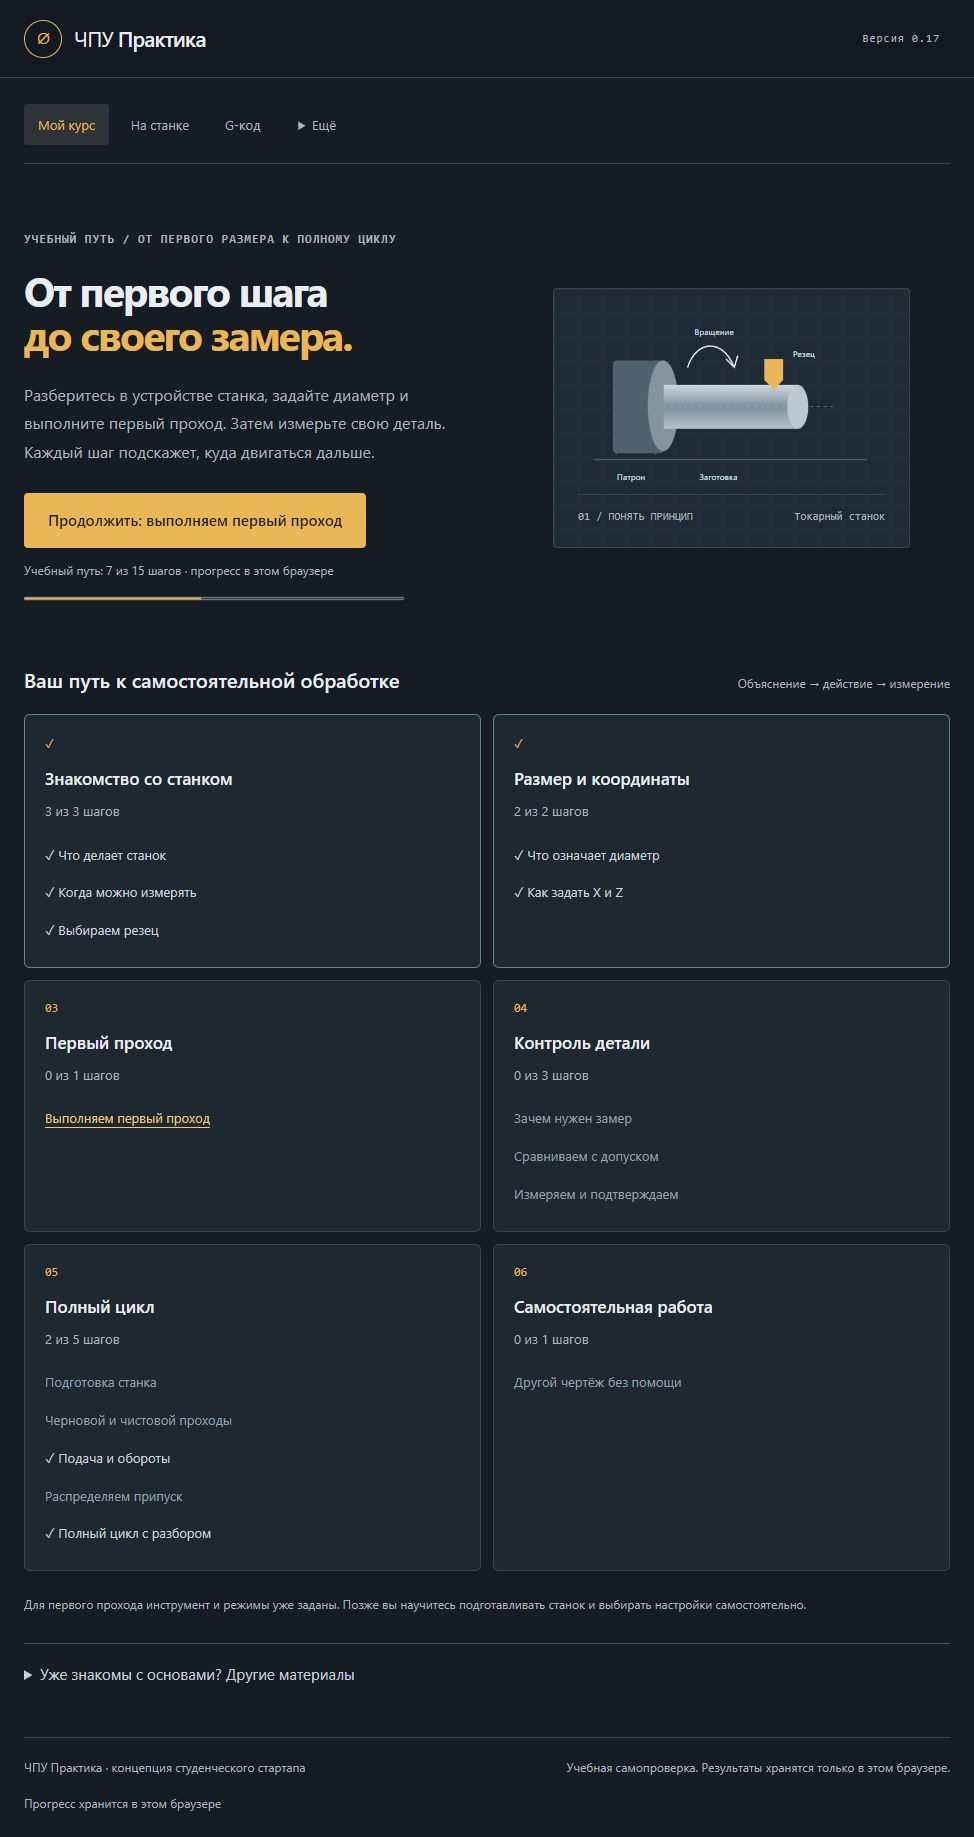 ЧПУ Практика
Версия 0.17
Мой курс
На станке
G-код
▶ Ещё
УЧЕБНЫЙ ПУТЬ / ОТ ПЕРВОГО РАЗМЕРА К ПОЛНОМУ ЦИКЛУ
От первого шага
до своего замера.
Разберитесь в устройстве станка, задайте диаметр и
выполните первый проход. Затем измерьте свою деталь.
Каждый шаг подскажет, куда двигаться дальше.
Продолжить: выполняем первый проход
Учебный путь: 7 из 15 шагов · прогресс в этом браузере
Вращение
Резец
Патрон
Заготовка
01 / ПОНЯТЬ ПРИНЦИП
Токарный станок
Ваш путь к самостоятельной обработке
Объяснение → действие → измерение
✓
Знакомство со станком
3 из 3 шагов
✓ Что делает станок
✓ Когда можно измерять
✓ Выбираем резец
✓
Размер и координаты
2 из 2 шагов
✓ Что означает диаметр
✓ Как задать X и Z
03
Первый проход
0 из 1 шагов
Выполняем первый проход
04
Контроль детали
0 из 3 шагов
Зачем нужен замер
Сравниваем с допуском
Измеряем и подтверждаем
05
Полный цикл
2 из 5 шагов
Подготовка станка
Черновой и чистовой проходы
✓ Подача и обороты
Распределяем припуск
✓ Полный цикл с разбором
06
Самостоятельная работа
0 из 1 шагов
Другой чертёж без помощи
Для первого прохода инструмент и режимы уже заданы. Позже вы научитесь подготавливать станок и выбирать настройки самостоятельно.
▶ Уже знакомы с основами? Другие материалы
ЧПУ Практика · концепция студенческого стартапа
Учебная самопроверка. Результаты хранятся только в этом браузере.
Прогресс хранится в этом браузере